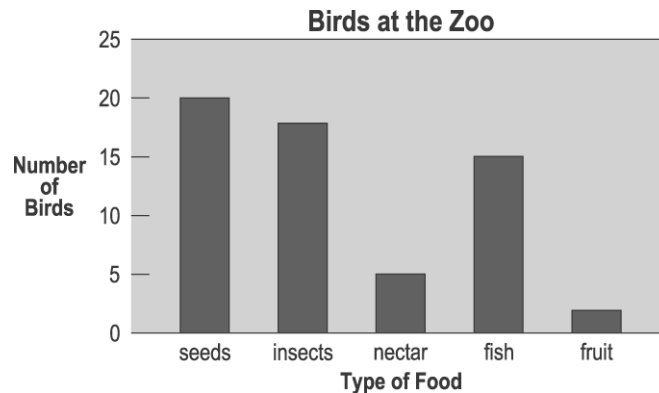 Birds at the Zoo
25
20
15
10
5
0
Number
of
Birds
seeds insects nectar fish fruit
Type of Food